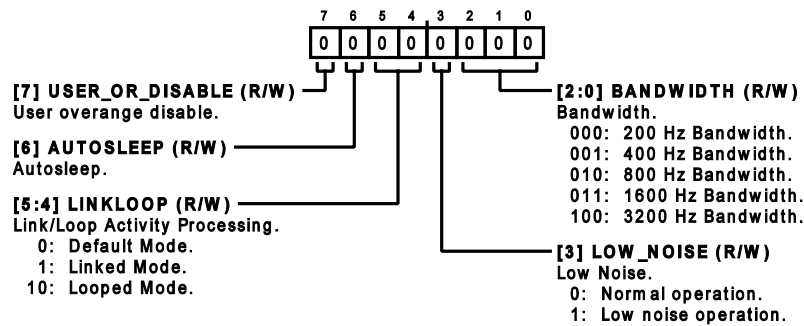 7 6 5 4 3 2 1 0
0 0 0 0 0 0 0 0
[7] USER_OR_DISABLE (R/W)
User overange disable.
[6] AUTOSLEEP (R/W)
Autosleep.
[5:4] LINKLOOP (R/W)
Link/Loop Activity Processing.
0: Default Mode.
1: Linked Mode.
10: Looped Mode.
[2:0] BANDWIDTH (R/W)
Bandwidth.
000: 200 Hz Bandwidth.
001: 400 Hz Bandwidth.
010: 800 Hz Bandwidth.
011: 1600 Hz Bandwidth.
100: 3200 Hz Bandwidth.
[3] LOW_NOISE (R/W)
Low Noise.
0: Normal operation.
1: Low noise operation.